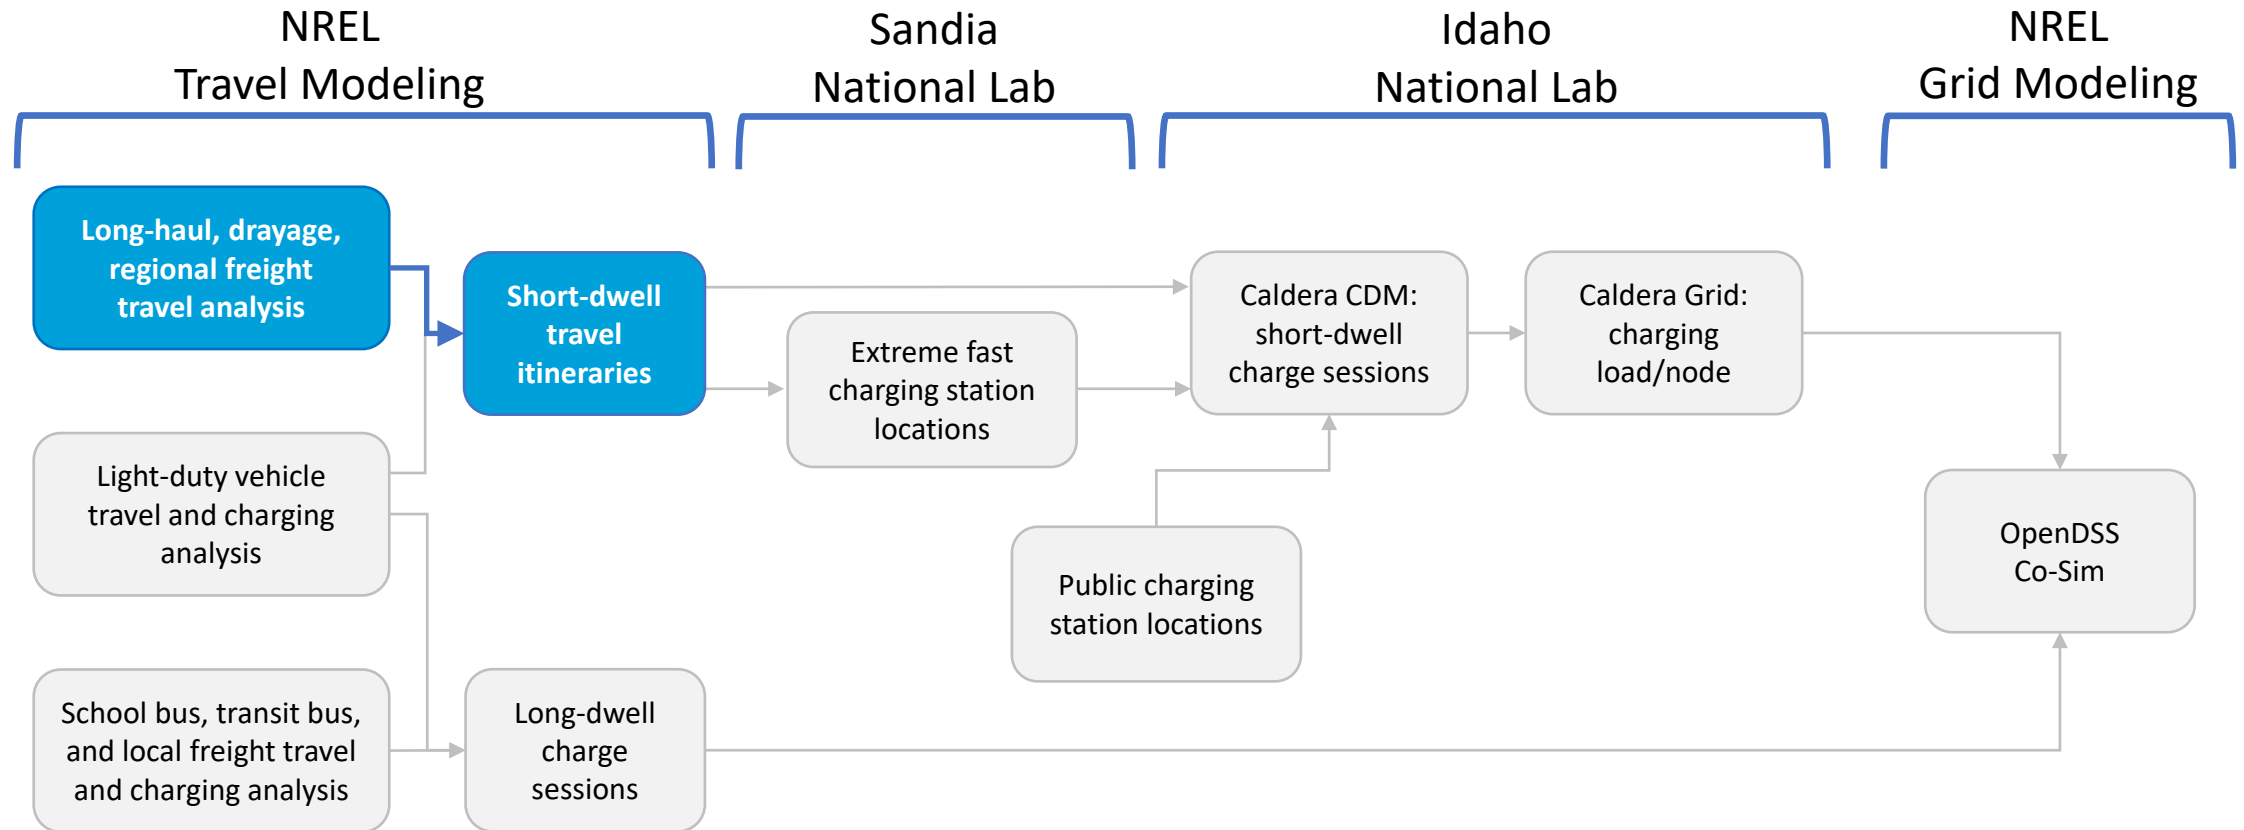 NREL
Travel Modeling
Sandia
National Lab
Idaho
National Lab
NREL
Grid Modeling
Long-haul, drayage,
regional freight
travel analysis
Short-dwell
travel
itineraries
Light-duty vehicle
travel and charging
analysis
School bus, transit bus,
and local freight travel
and charging analysis
Long-dwell
charge
sessions
Extreme fast
charging station
locations
Public charging
station locations
Caldera CDM:
short-dwell
charge sessions
Caldera Grid:
charging
load/node
OpenDSS
Co-Sim